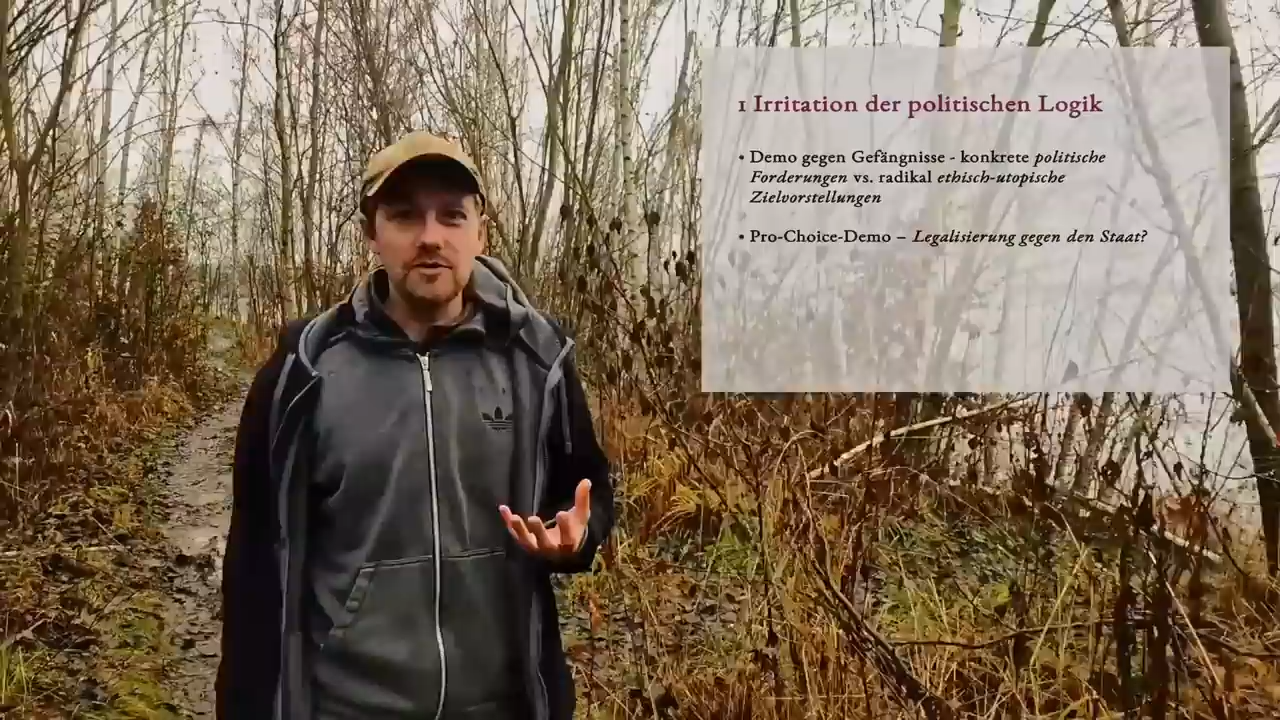 1 Irritation der politischen Logik
• Demo gegen Gefängnisse - konkrete politische
Forderungen vs. radikal ethisch-utopische
Zielvorstellungen
• Pro-Choice-Demo – Legalisierung gegen den Staat?